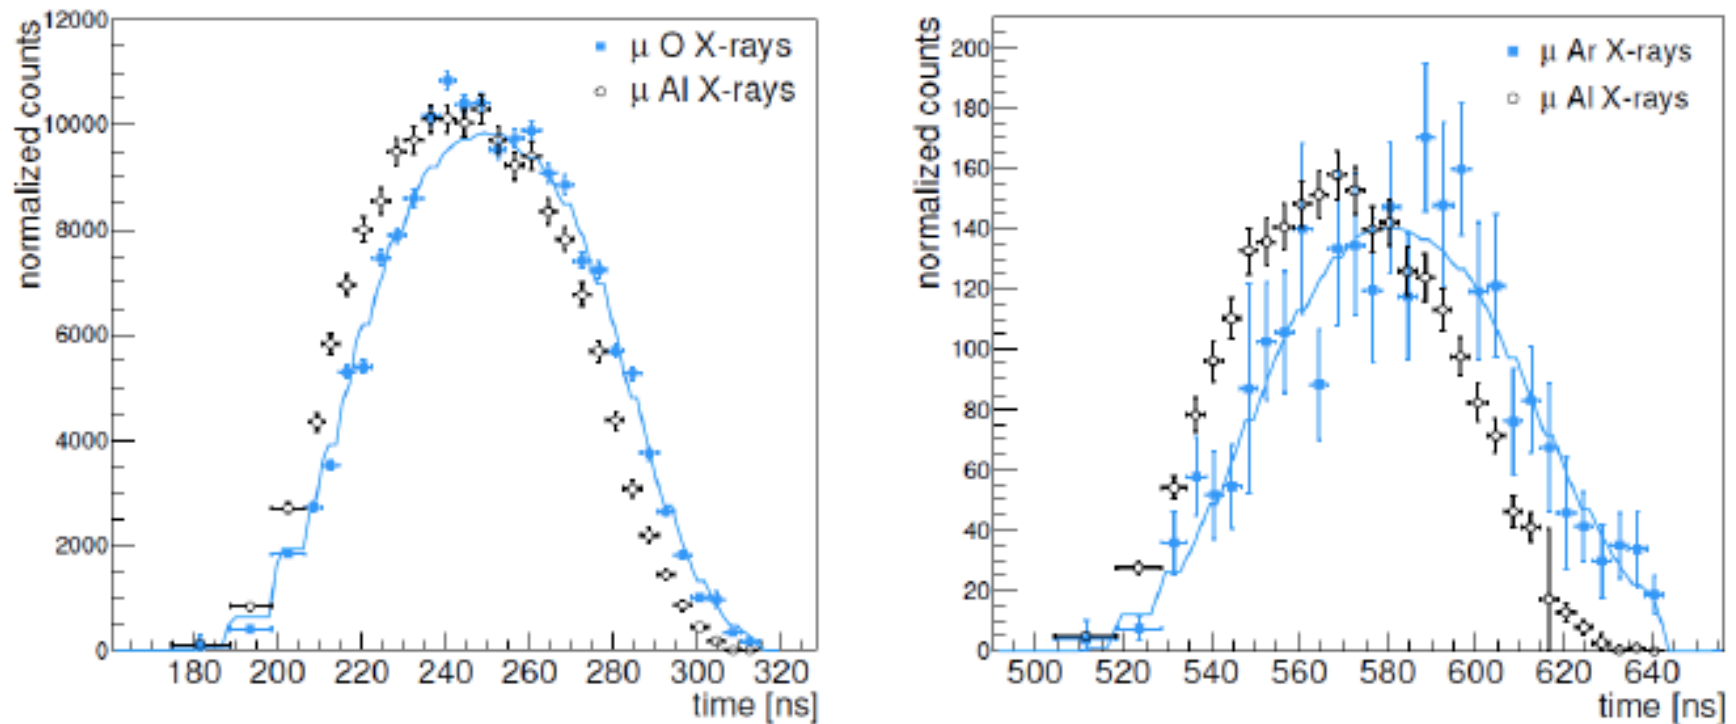 normalized counts
12000
10000
8000
6000
4000
2000
0
μ O X-rays
μ Al X-rays
180 200 220 240 260 280 300 320
time [ns]
normalized counts
200
180
160
140
120
100
80
60
40
20
0
μ Ar X-rays
μ Al X-rays
500 520 540 560 580 600 620 640
time [ns]